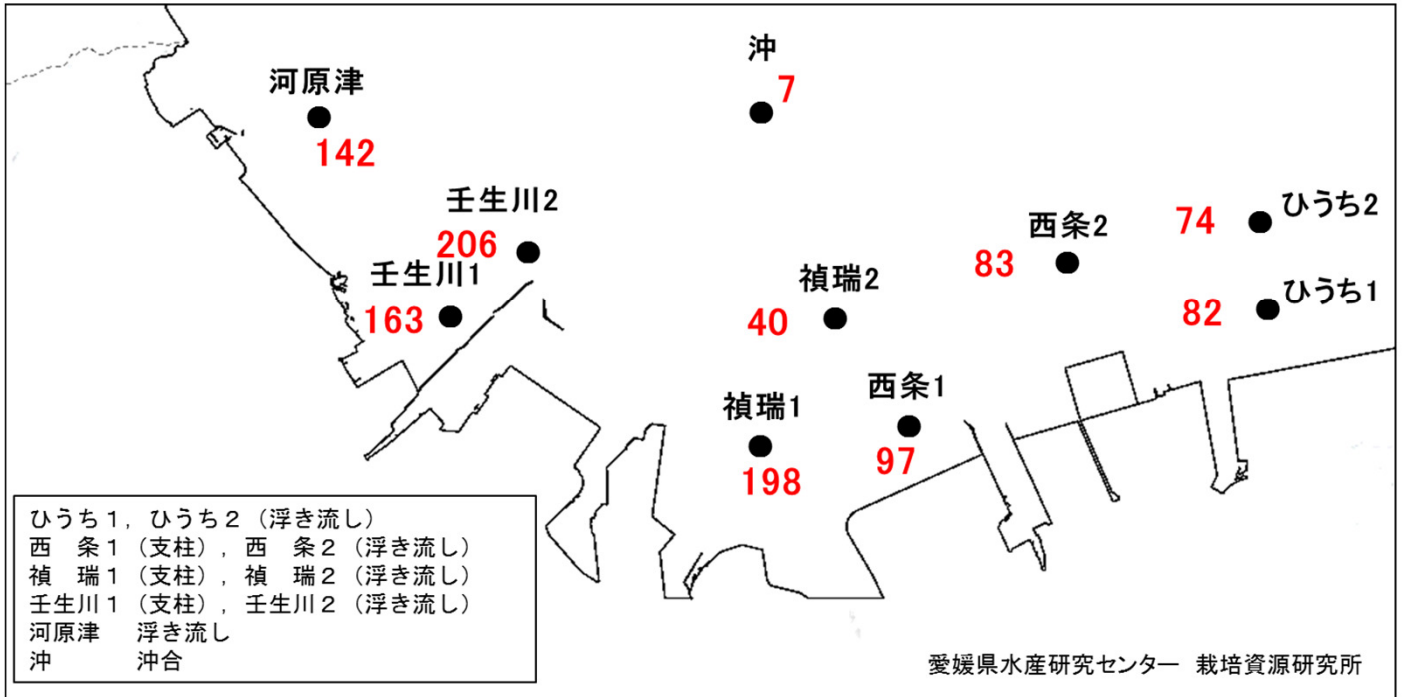 沖
7
河原津
142
壬生川2
206
壬生川1
163
西条2
83
ひうち2
74
ひうち1
82
禎瑞2
40
西条1
97
禎瑞1
198
ひうち1，ひうち2（浮き流し）
西　条1（支柱），西　条2（浮き流し）
禎　瑞1（支柱），禎　瑞2（浮き流し）
壬生川1（支柱），壬生川2（浮き流し）
河原津　浮き流し
沖　　　沖合
愛媛県水産研究センター 栽培資源研究所